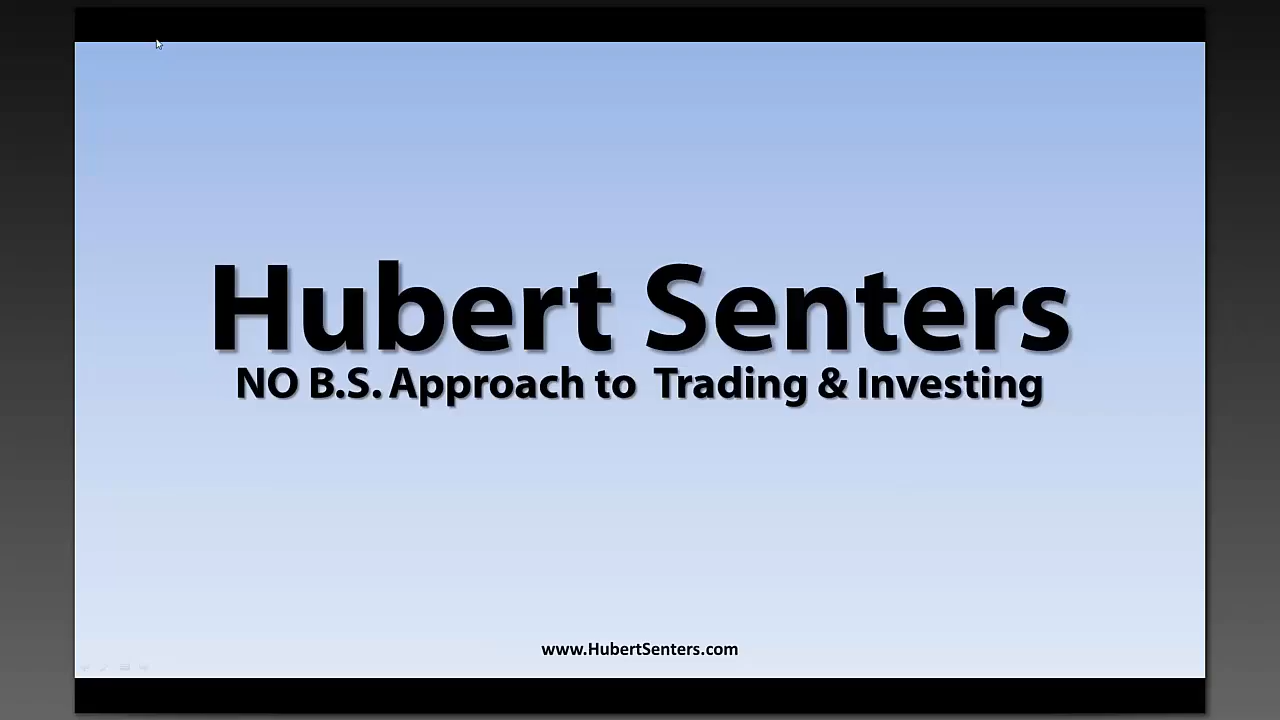 Hubert Senters
NO B.S. Approach to Trading & Investing
www.HubertSenters.com